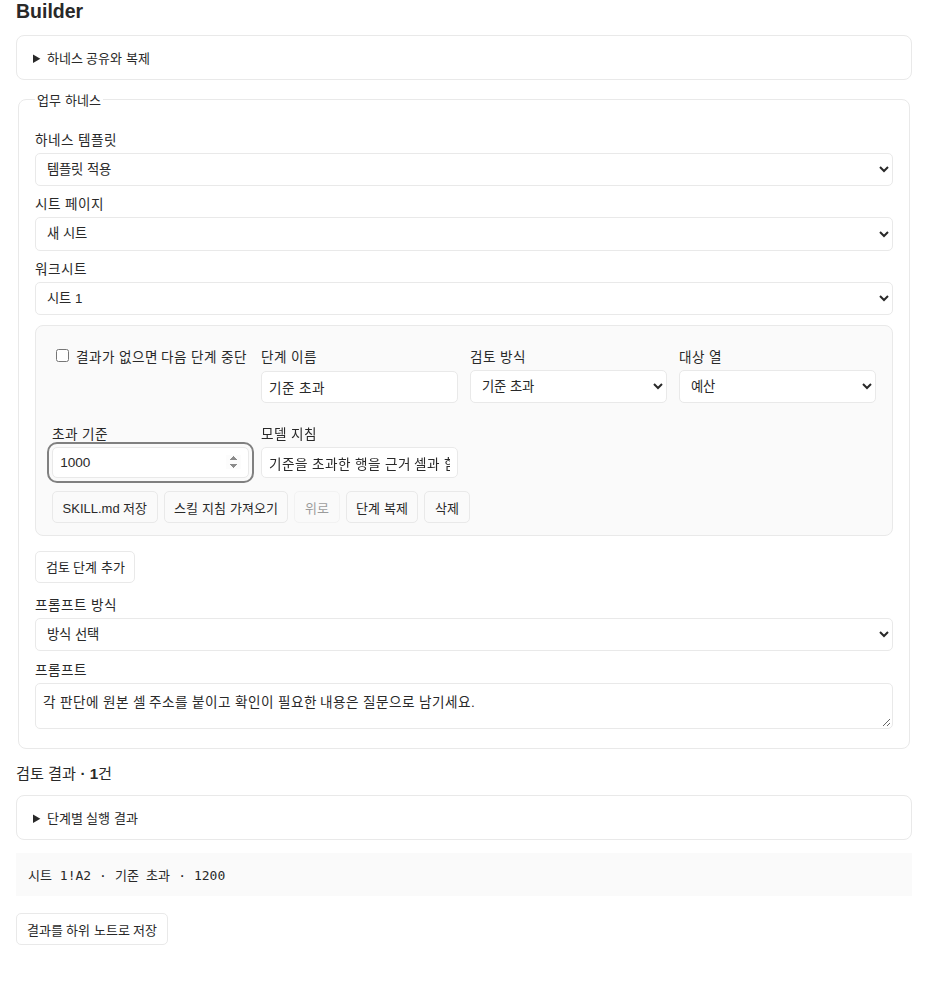 Builder
▶ 하네스 공유와 복제
업무 하네스
하네스 템플릿
템플릿 적용
시트 페이지
새 시트
워크시트
시트 1
결과가 없으면 다음 단계 중단
단계 이름
검토 방식
대상 열
기준 초과
기준 초과
예산
초과 기준
모델 지침
1000
기준을 초과한 행을 근거 셀과
SKILL.md 저장
스킬 지침 가져오기
위로
단계 복제
삭제
검토 단계 추가
프롬프트 방식
방식 선택
프롬프트
각 판단에 원본 셀 주소를 붙이고 확인이 필요한 내용은 질문으로 남기세요.
검토 결과 · 1건
▶ 단계별 실행 결과
시트 1!A2 · 기준 초과 · 1200
결과를 하위 노트로 저장